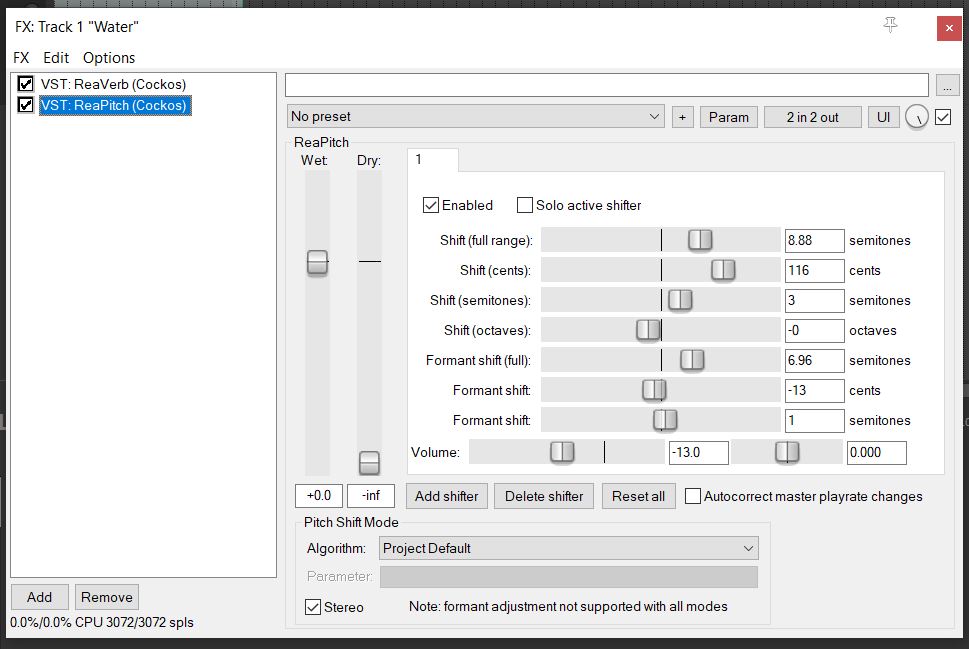 FX: Track 1 "Water"
FX Edit Options
VST: ReaVerb (Cockos)
VST: ReaPitch (Cockos)
...
No preset
+
Param
2 in 2 out
UI
ReaPitch
Wet:
Dry:
1
Enabled
Solo active shifter
Shift (full range): 8.88 semitones
Shift (cents): 116 cents
Shift (semitones): 3 semitones
Shift (octaves): -0 octaves
Formant shift (full): 6.96 semitones
Formant shift: -13 cents
Formant shift: 1 semitones
Volume: -13.0 0.000
+0.0 -inf
Add shifter
Delete shifter
Reset all
Autocorrect master playrate changes
Pitch Shift Mode
Algorithm: Project Default
Parameter:
Stereo
Note: formant adjustment not supported with all modes
Add
Remove
0.0%/0.0% CPU 3072/3072 spls